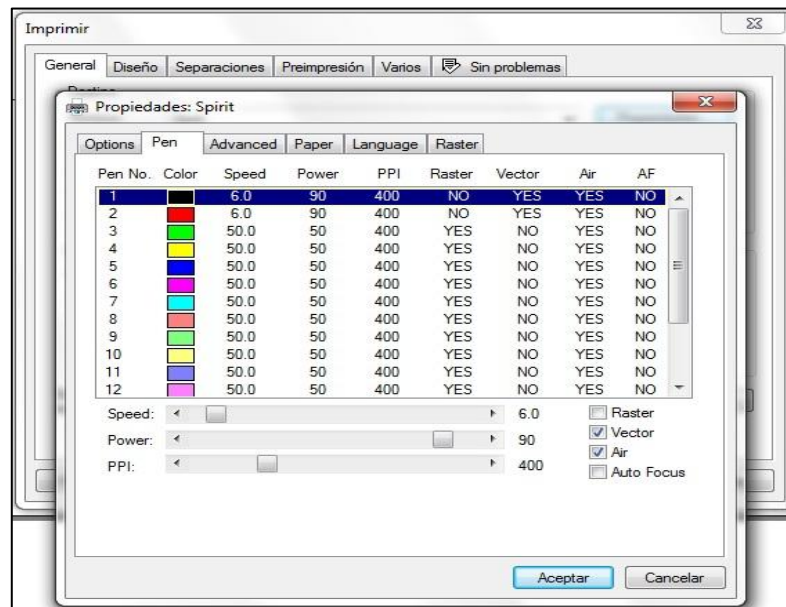 Imprimir
General Diseño Separaciones Preimpresión Varios Sin problemas
Propiedades: Spirit
Options Pen Advanced Paper Language Raster
Pen No. Color Speed Power PPI Raster Vector Air AF
1 6.0 90 400 NO YES YES NO
2 6.0 90 400 NO YES YES NO
3 50.0 50 400 YES NO YES NO
4 50.0 50 400 YES NO YES NO
5 50.0 50 400 YES NO YES NO
6 50.0 50 400 YES NO YES NO
7 50.0 50 400 YES NO YES NO
8 50.0 50 400 YES NO YES NO
9 50.0 50 400 YES NO YES NO
10 50.0 50 400 YES NO YES NO
11 50.0 50 400 YES NO YES NO
12 50.0 50 400 YES NO YES NO
Speed: 6.0 Raster
Power: 90 Vector
Air
PPI: 400 Auto Focus
Aceptar Cancelar